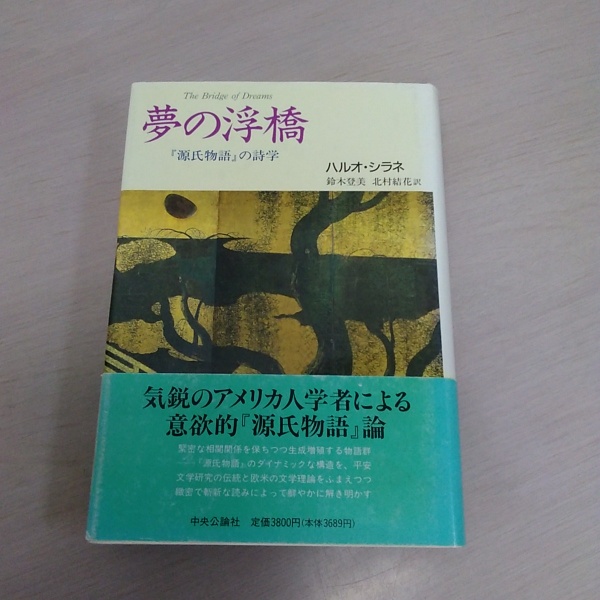 The Bridge of Dreams
夢の浮橋
『源氏物語』の詩学
ハルオ・シラネ
鈴木登美 北村結花訳
気鋭のアメリカ人学者による
意欲的『源氏物語』論
緊密な相関関係を保ちつつ生成増殖する物語群
──『源氏物語』のダイナミックな構造を、平安
文学研究の伝統と欧米の文学理論をふまえつつ
緻密で斬新な読みによって鮮やかに解き明かす
中央公論社 定価3800円(本体3689円)